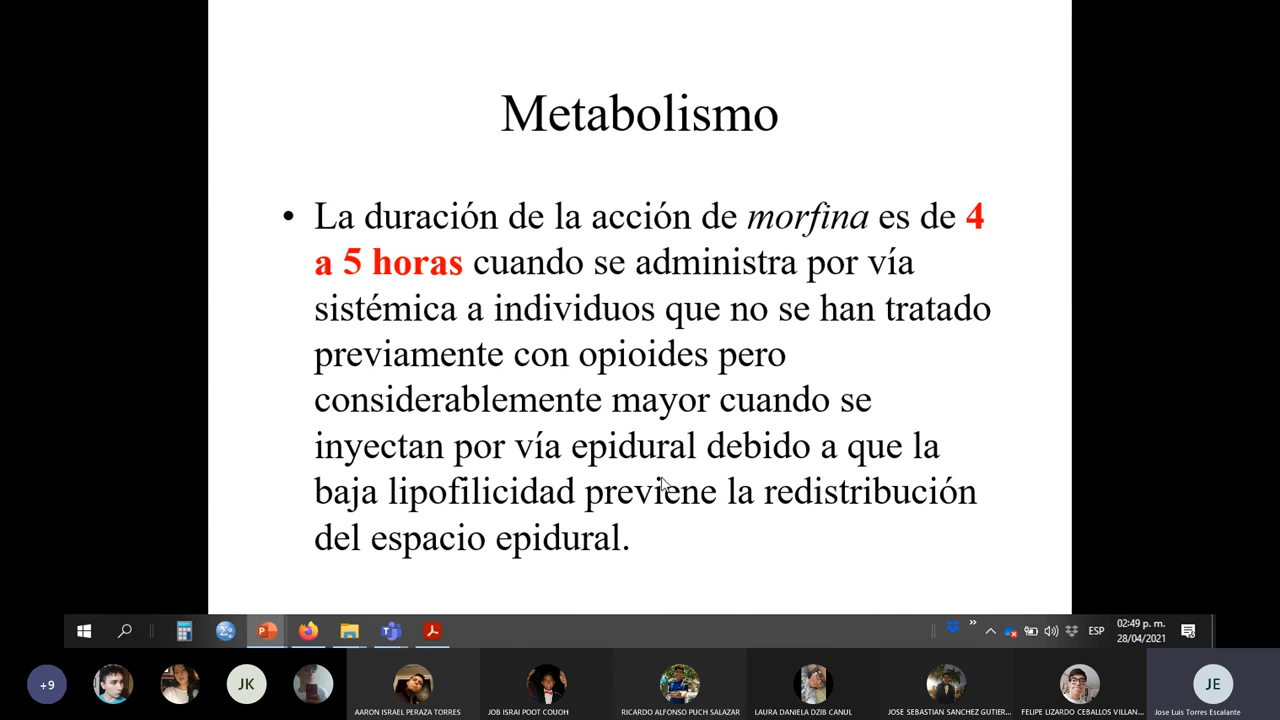 Metabolismo
• La duración de la acción de morfina es de 4
a 5 horas cuando se administra por vía
sistémica a individuos que no se han tratado
previamente con opioides pero
considerablemente mayor cuando se
inyectan por vía epidural debido a que la
baja lipofilicidad previene la redistribución
del espacio epidural.
ESP
02:49 p. m.
28/04/2021
+9
JK
JE
AARON ISRAEL PERAZA TORRES
JOB ISRAI POOT COUOH
RICARDO ALFONSO PUCH SALAZAR
LAURA DANIELA DZIB CANUL
JOSE SEBASTIAN SANCHEZ GUTIER...
FELIPE LIZARDO CEBALLOS VILLAN...
Jose Luis Torres Escalante